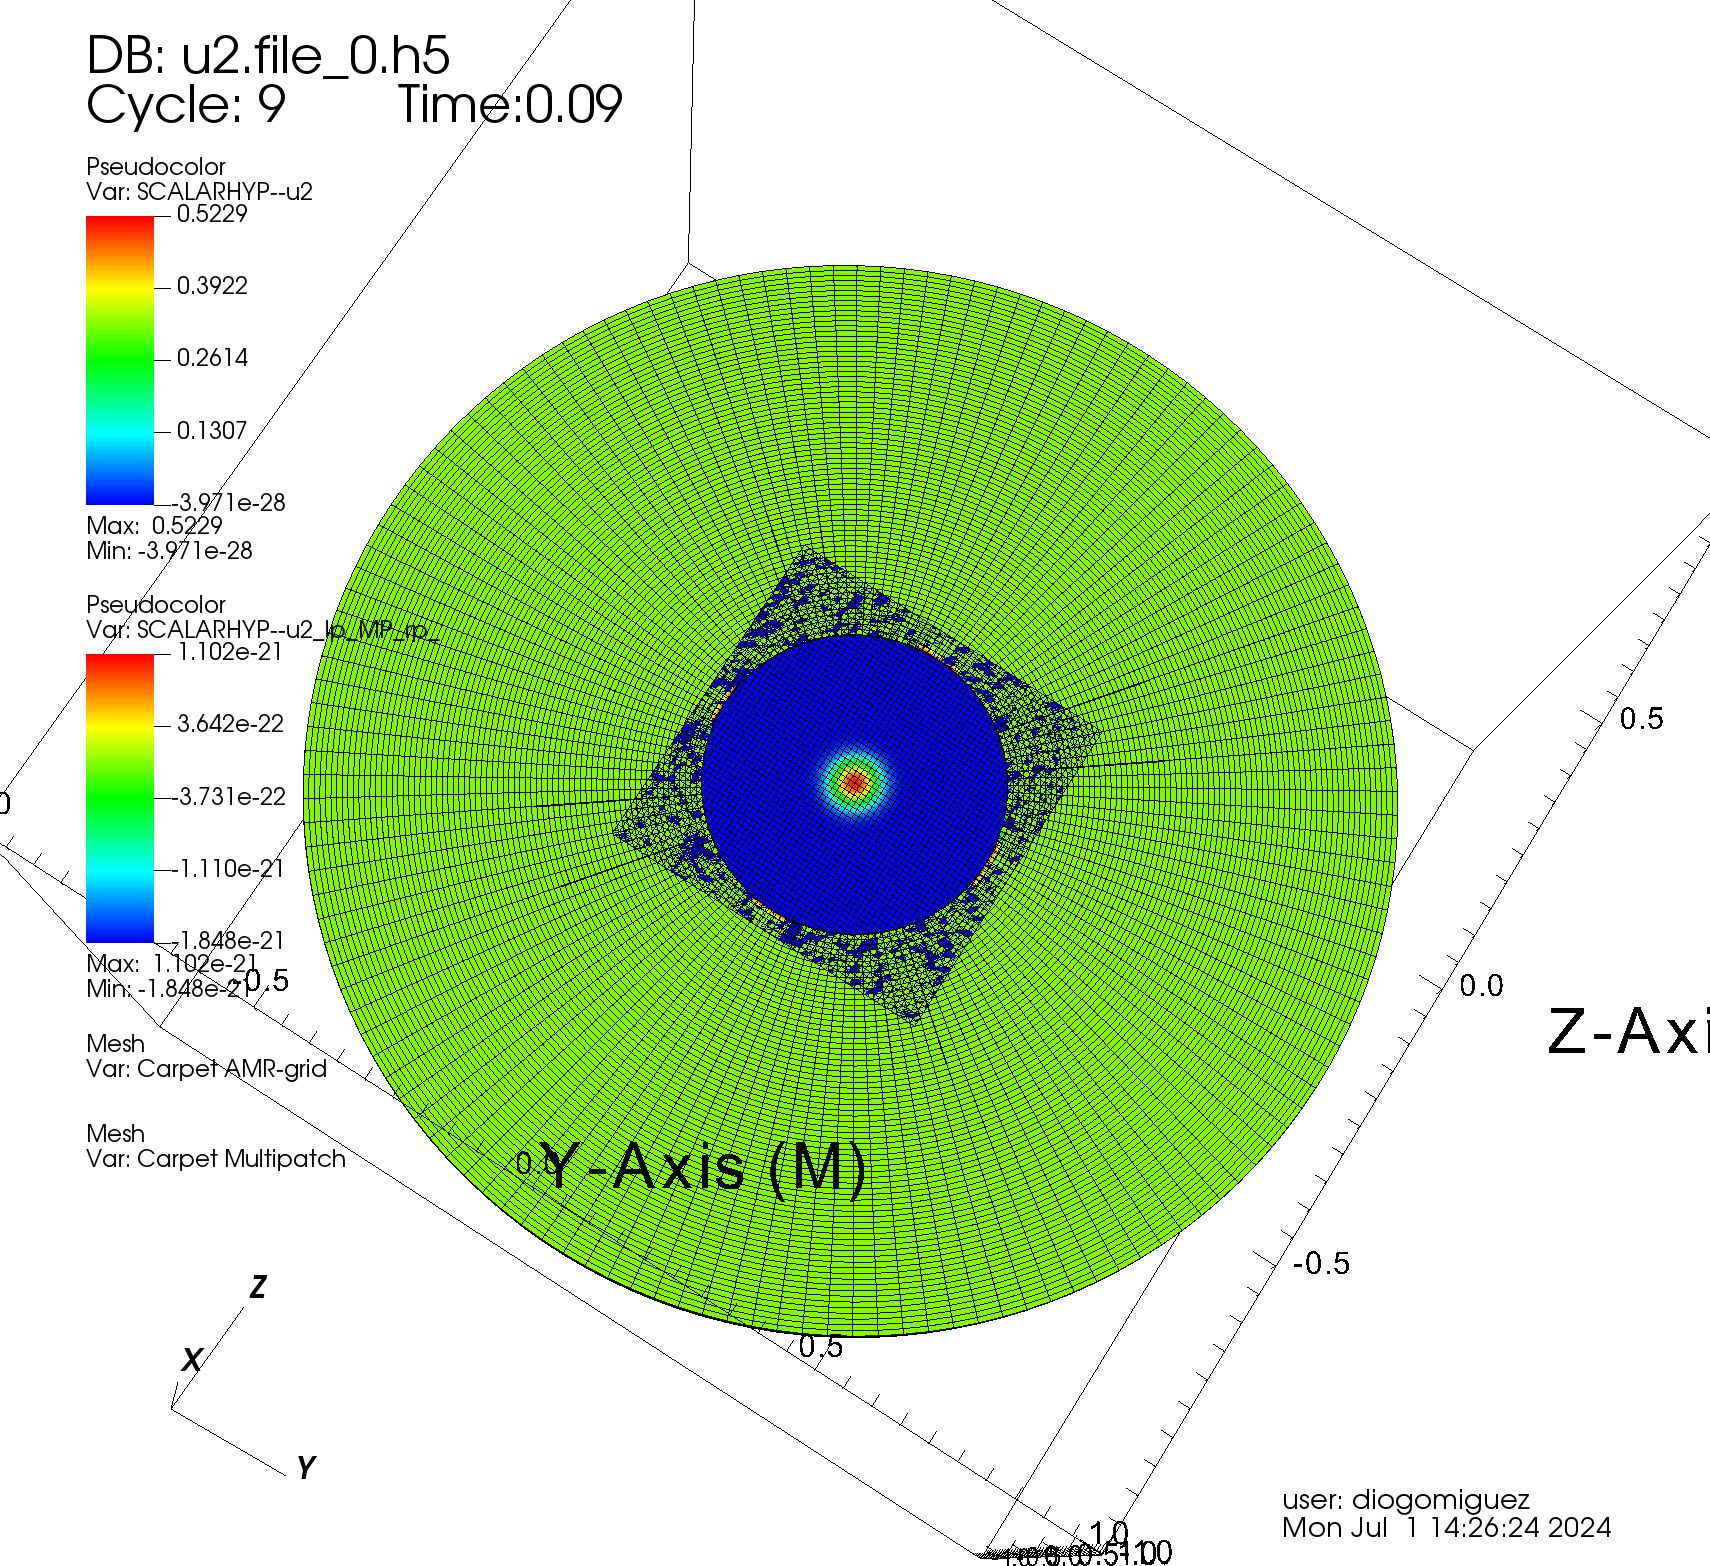 DB: u2.file_0.h5
Cycle: 9 Time:0.09
Pseudocolor
Var: SCALARHYP--u2
0.5229
0.3922
0.2614
0.1307
-3.971e-28
Max: 0.5229
Min: -3.971e-28
Pseudocolor
Var: SCALARHYP--u2_lp_MP_rp_
1.102e-21
3.642e-22
-3.731e-22
-1.110e-21
-1.848e-21
Max: 1.102e-21
Min: -1.848e-21
Mesh
Var: Carpet AMR-grid
Mesh
Var: Carpet Multipatch
-0.5
0.0
0.5
1.0
Y-Axis (M)
0.5
0.0
-0.5
Z-Axi
Z
X
Y
user: diogomiguez
Mon Jul 1 14:26:24 2024